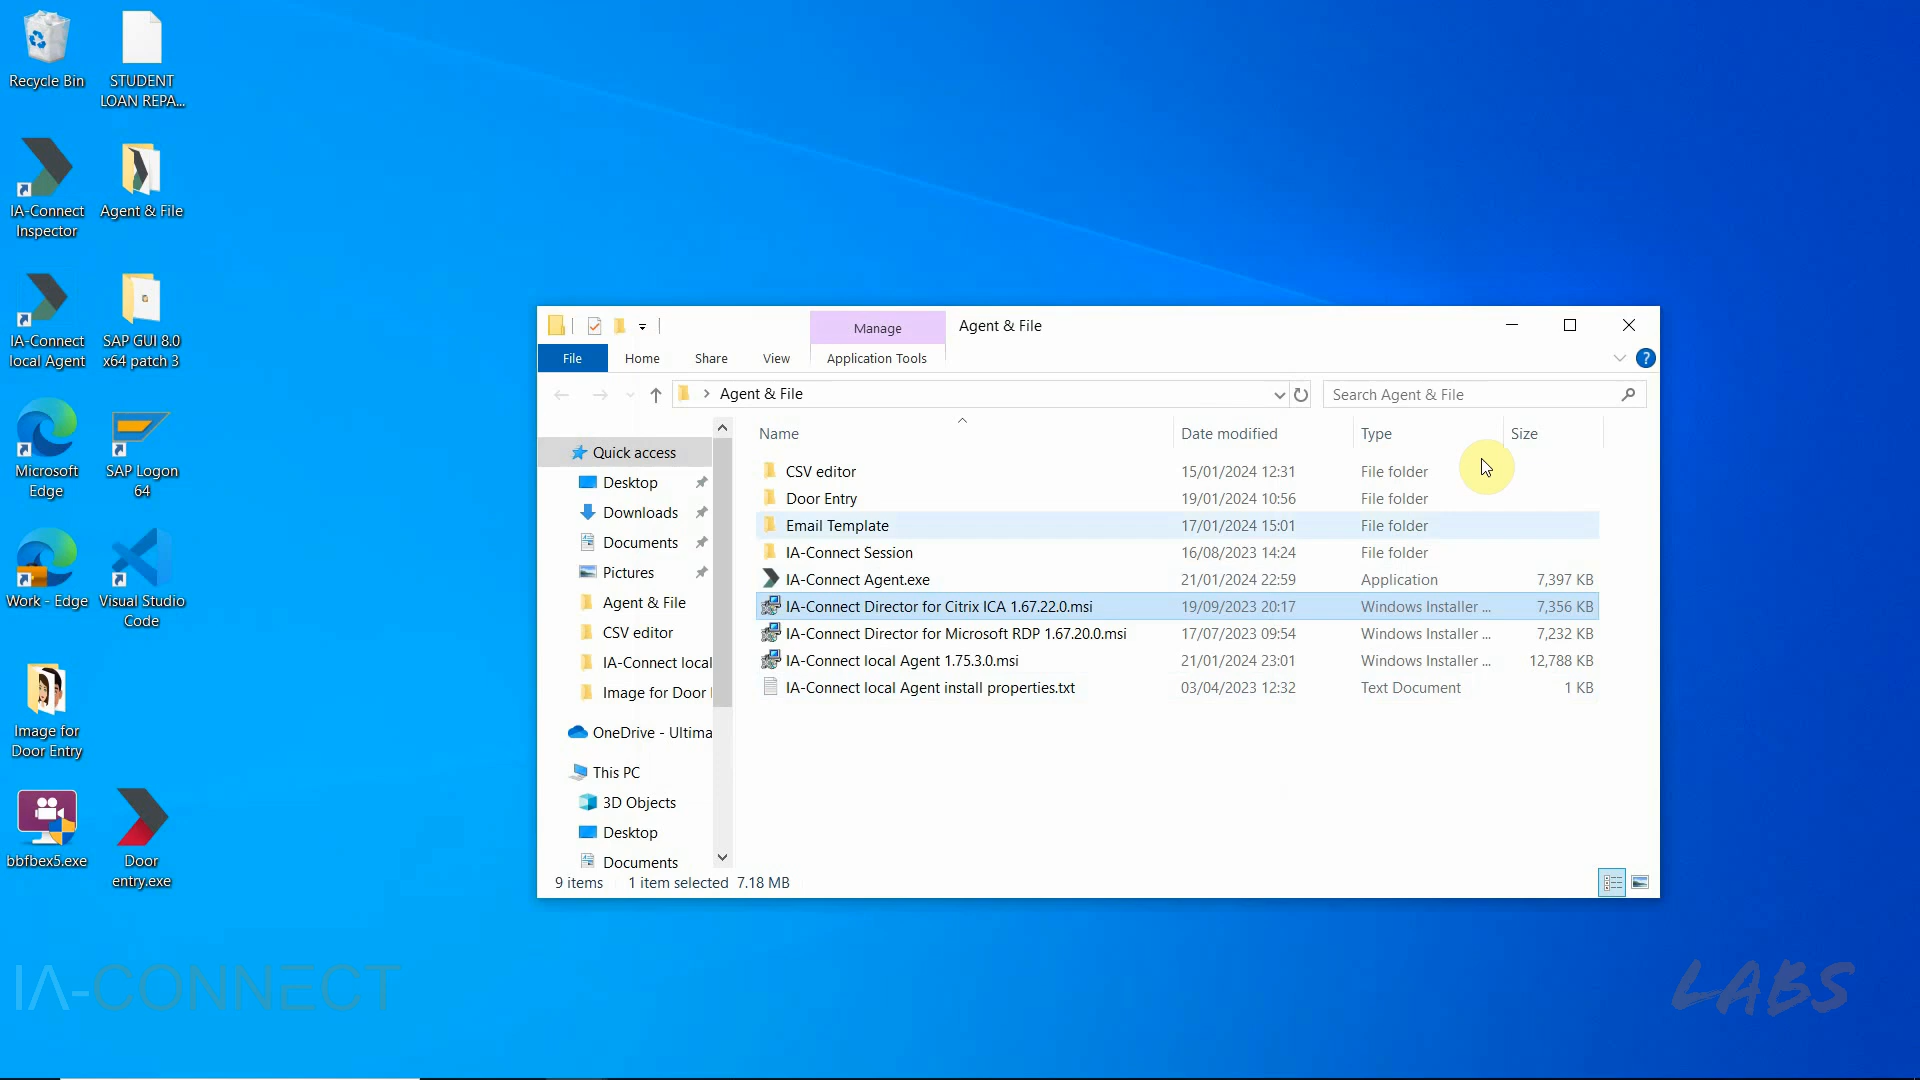 Recycle Bin
STUDENT
LOAN REPA...
IA-Connect
Inspector
Agent & File
IA-Connect
local Agent
SAP GUI 8.0
x64 patch 3
Microsoft
Edge
SAP Logon
64
Work - Edge
Visual Studio
Code
Image for
Door Entry
bbfbex5.exe
Door
entry.exe
Manage
Agent & File
File
Home
Share
View
Application Tools
Agent & File
Search Agent & File
Name
Date modified
Type
Size
Quick access
Desktop
Downloads
Documents
Pictures
Agent & File
CSV editor
IA-Connect local
Image for Door
OneDrive - Ultima
This PC
3D Objects
Desktop
Documents
CSV editor 15/01/2024 12:31 File folder
Door Entry 19/01/2024 10:56 File folder
Email Template 17/01/2024 15:01 File folder
IA-Connect Session 16/08/2023 14:24 File folder
IA-Connect Agent.exe 21/01/2024 22:59 Application 7,397 KB
IA-Connect Director for Citrix ICA 1.67.22.0.msi 19/09/2023 20:17 Windows Installer ... 7,356 KB
IA-Connect Director for Microsoft RDP 1.67.20.0.msi 17/07/2023 09:54 Windows Installer ... 7,232 KB
IA-Connect local Agent 1.75.3.0.msi 21/01/2024 23:01 Windows Installer ... 12,788 KB
IA-Connect local Agent install properties.txt 03/04/2023 12:32 Text Document 1 KB
9 items 1 item selected 7.18 MB
IA-CONNECT
LABS